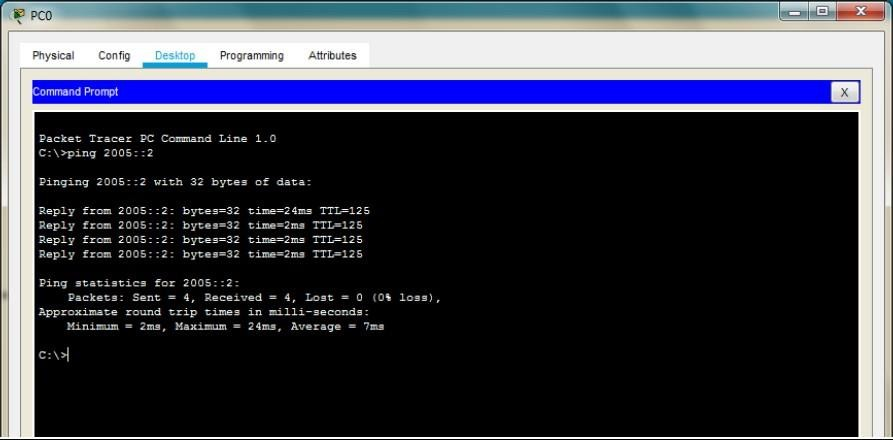 PC0
Physical Config Desktop Programming Attributes
Command Prompt X
Packet Tracer PC Command Line 1.0
C:\>ping 2005::2
Pinging 2005::2 with 32 bytes of data:
Reply from 2005::2: bytes=32 time=24ms TTL=125
Reply from 2005::2: bytes=32 time=2ms TTL=125
Reply from 2005::2: bytes=32 time=2ms TTL=125
Reply from 2005::2: bytes=32 time=2ms TTL=125
Ping statistics for 2005::2:
Packets: Sent = 4, Received = 4, Lost = 0 (0% loss),
Approximate round trip times in milli-seconds:
Minimum = 2ms, Maximum = 24ms, Average = 7ms
C:\>